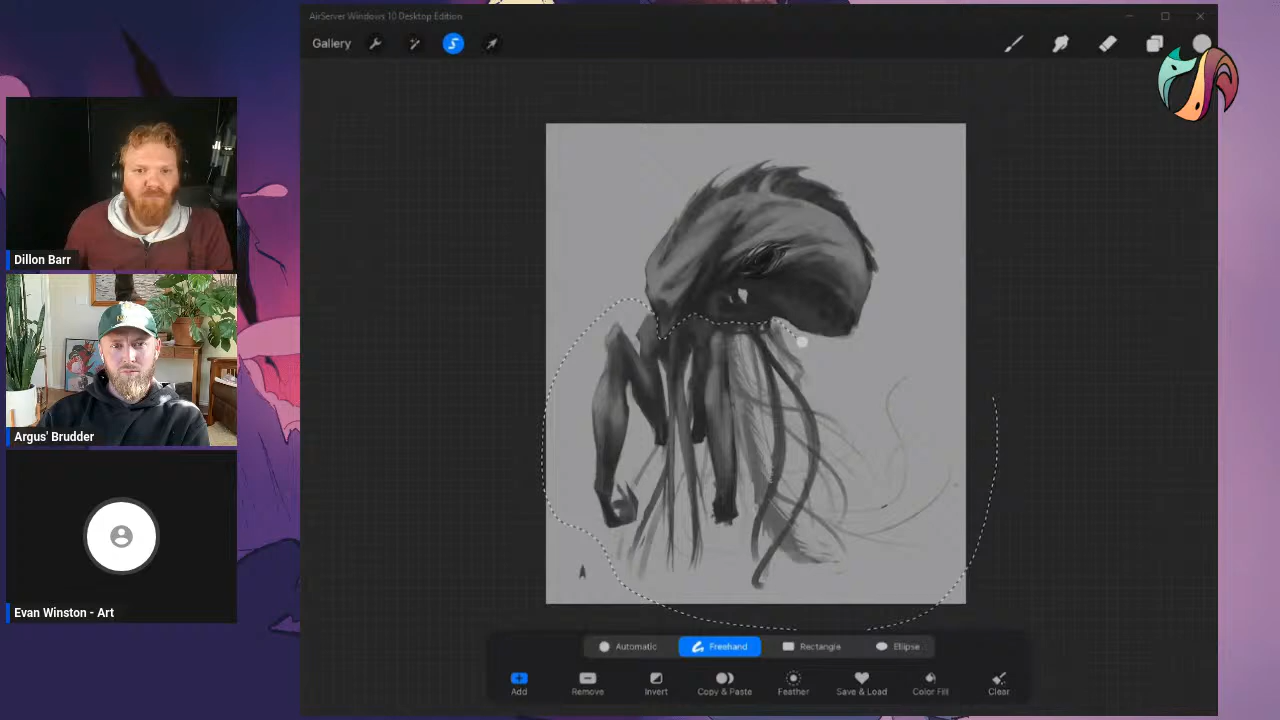 AirServer Windows 10 Desktop Edition
Gallery
Dillon Barr
Argus' Brudder
Evan Winston - Art
Automatic Freehand Rectangle Ellipse
Add Remove Invert Copy & Paste Feather Save & Load Color Fill Clear